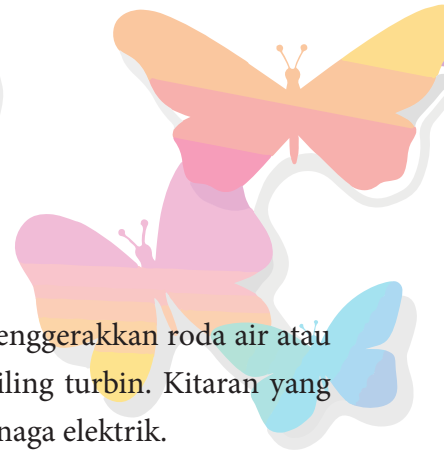 enggerakkan roda air atau
iling turbin. Kitaran yang
naga elektrik.